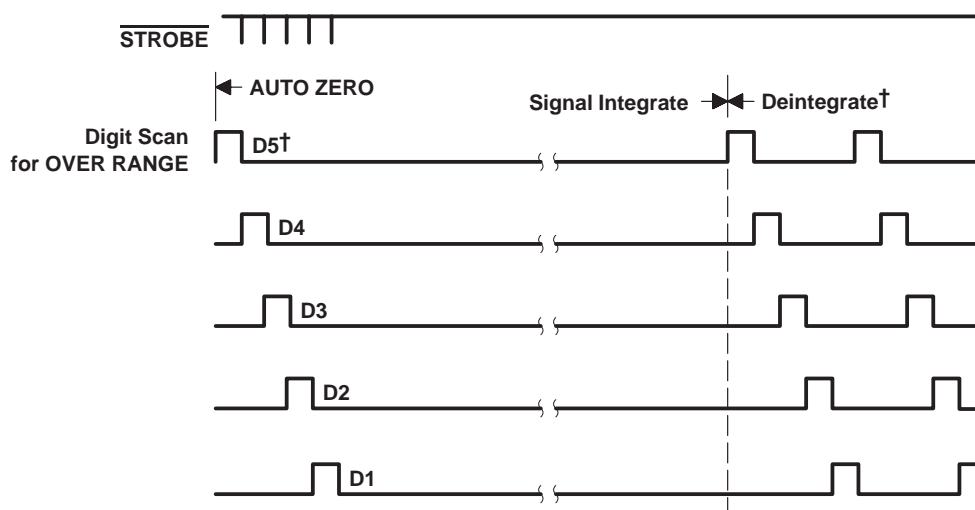 STROBE
AUTO ZERO
Signal Integrate
Deintegrate†
Digit Scan
for OVER RANGE
D5†
D4
D3
D2
D1